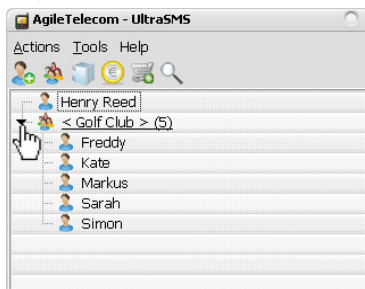 AgileTelecom - UltraSMS
Actions Tools Help
Henry Reed
< Golf Club > (5)
Freddy
Kate
Markus
Sarah
Simon